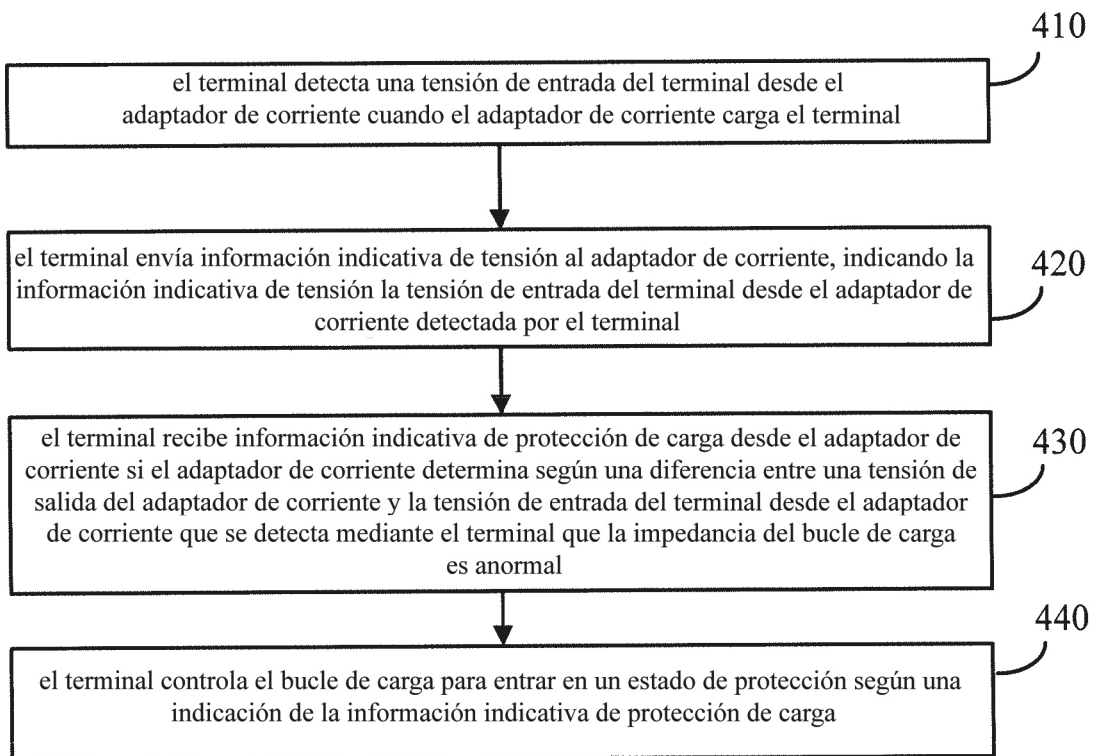 410
el terminal detecta una tensión de entrada del terminal desde el
adaptador de corriente cuando el adaptador de corriente carga el terminal
420
el terminal envía información indicativa de tensión al adaptador de corriente, indicando la
información indicativa de tensión la tensión de entrada del terminal desde el adaptador de
corriente detectada por el terminal
430
el terminal recibe información indicativa de protección de carga desde el adaptador de
corriente si el adaptador de corriente determina según una diferencia entre una tensión de
salida del adaptador de corriente y la tensión de entrada del terminal desde el adaptador
de corriente que se detecta mediante el terminal que la impedancia del bucle de carga
es anormal
440
el terminal controla el bucle de carga para entrar en un estado de protección según una
indicación de la información indicativa de protección de carga